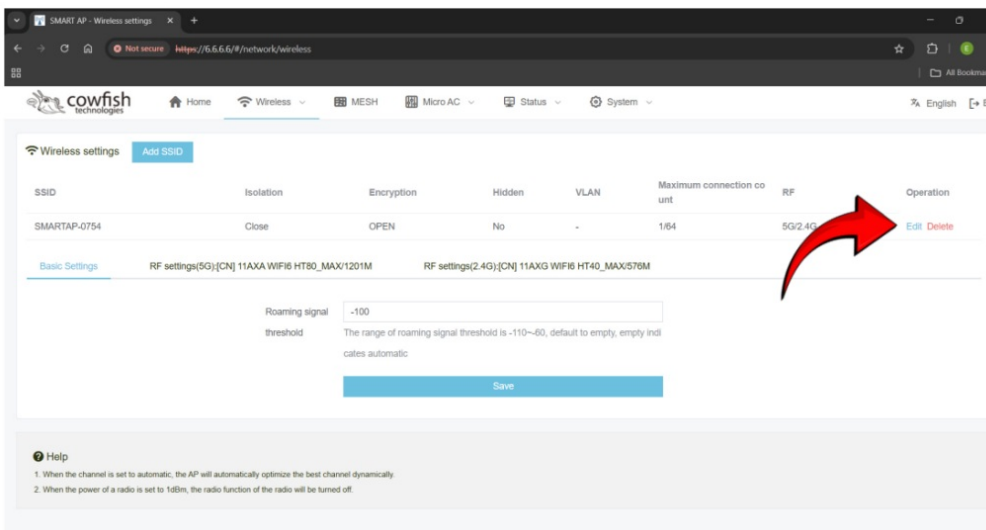 SMART AP - Wireless settings
Not secure https://6.6.6.6/#/network/wireless
All Bookma
cowfish
technologies
Home
Wireless
MESH
Micro AC
Status
System
English
Wireless settings
Add SSID
SSID Isolation Encryption Hidden VLAN Maximum connection co
unt
RF Operation
SMARTAP-0754 Close OPEN No - 1/64 5G/2.4G Edit Delete
Basic Settings RF settings(5G):[CN] 11AXA WIFI6 HT80_MAX/1201M RF settings(2.4G):[CN] 11AXG WIFI6 HT40_MAX/576M
Roaming signal
threshold
-100
The range of roaming signal threshold is -110~-60, default to empty, empty indi
cates automatic
Save
Help
1. When the channel is set to automatic, the AP will automatically optimize the best channel dynamically.
2. When the power of a radio is set to 1dBm, the radio function of the radio will be turned off.